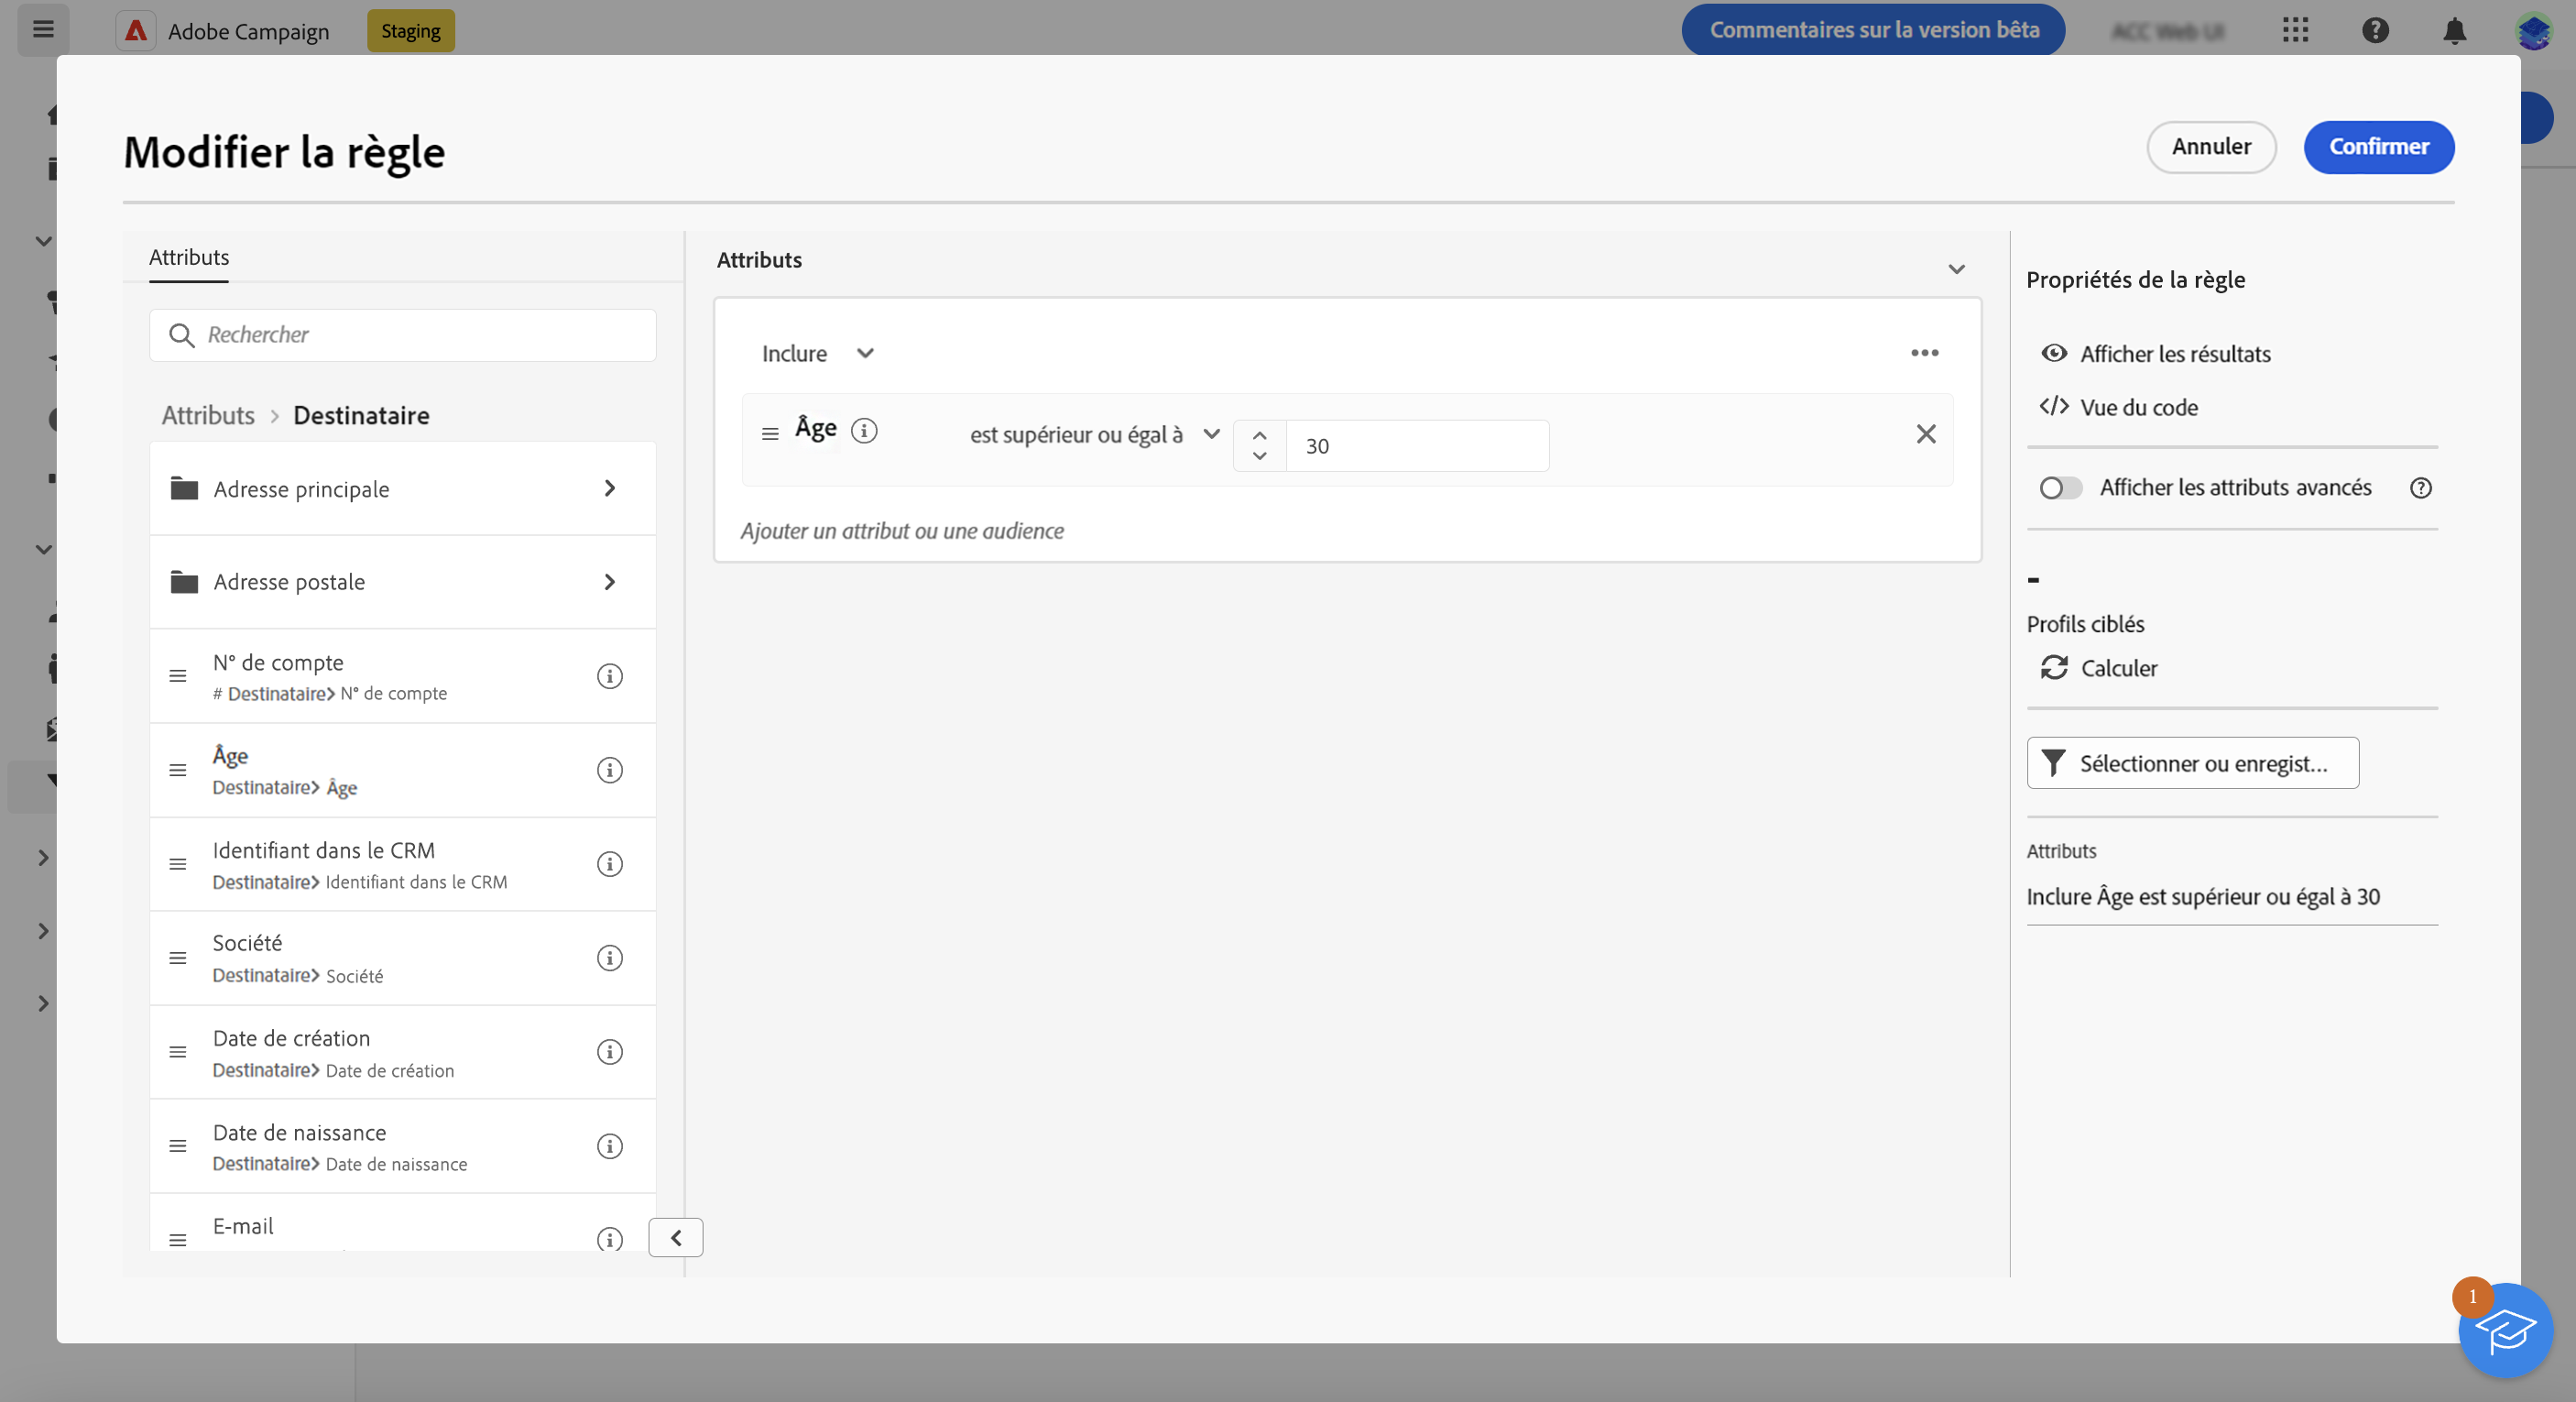 Adobe Campaign
Staging
Commentaires sur la version bêta
Modifier la règle
Annuler
Confirmer
Attributs
Rechercher
Attributs > Destinataire
Adresse principale
Adresse postale
N° de compte
# Destinataire> N° de compte
Âge
Destinataire> Âge
Identifiant dans le CRM
Destinataire> Identifiant dans le CRM
Société
Destinataire> Société
Date de création
Destinataire> Date de création
Date de naissance
Destinataire> Date de naissance
E-mail
Attributs
Inclure
Âge
est supérieur ou égal à
30
Ajouter un attribut ou une audience
Propriétés de la règle
Afficher les résultats
Vue du code
Afficher les attributs avancés
-
Profils ciblés
Calculer
Sélectionner ou enregist...
Attributs
Inclure Âge est supérieur ou égal à 30
1